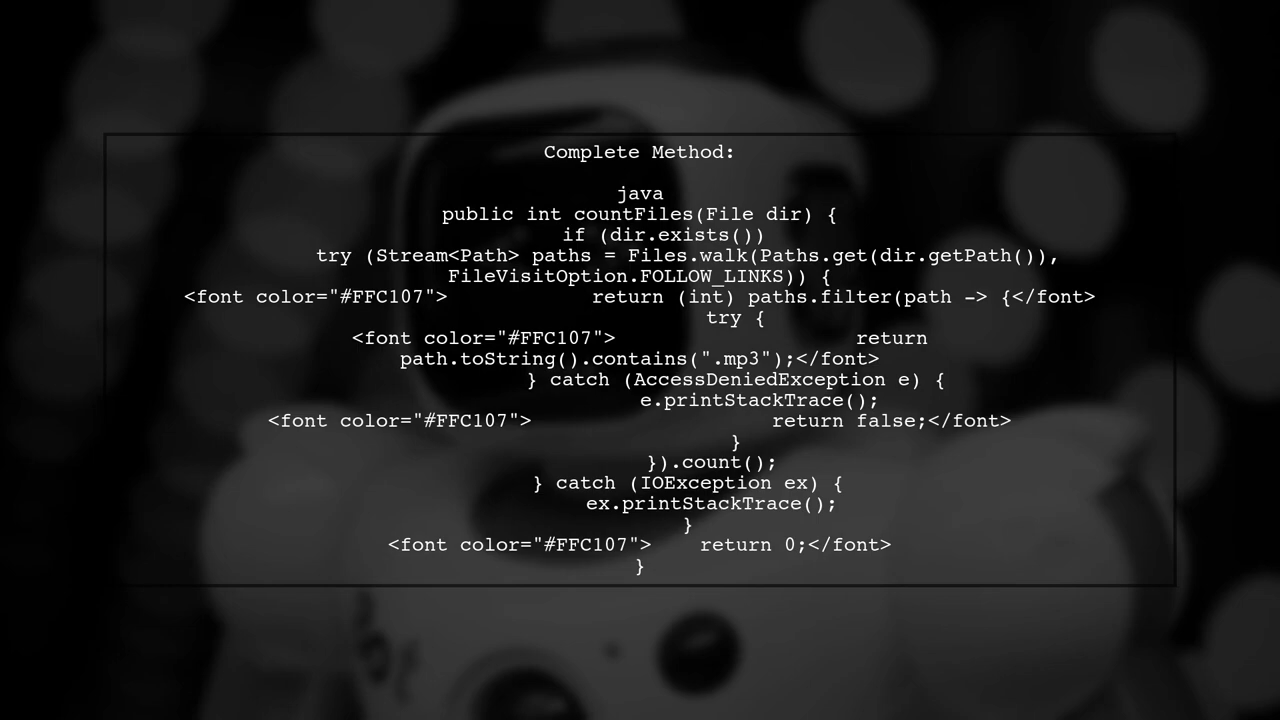 Complete Method:
java
public int countFiles(File dir) {
if (dir.exists())
try (Stream<Path> paths = Files.walk(Paths.get(dir.getPath()),
FileVisitOption.FOLLOW_LINKS)) {
<font color="#FFC107">            return (int) paths.filter(path -> {</font>
try {
<font color="#FFC107">                    return
path.toString().contains(".mp3");</font>
} catch (AccessDeniedException e) {
e.printStackTrace();
<font color="#FFC107">                    return false;</font>
}
}).count();
} catch (IOException ex) {
ex.printStackTrace();
}
<font color="#FFC107">    return 0;</font>
}